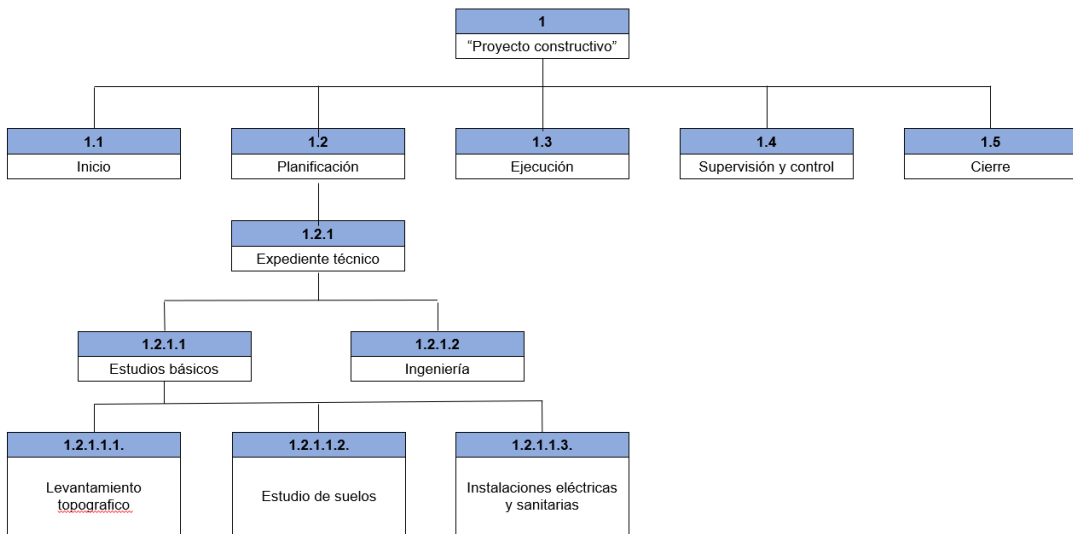 1
“Proyecto constructivo”
1.1
1.2
1.3
1.4
1.5
Inicio
Planificación
Ejecución
Supervisión y control
Cierre
1.2.1
Expediente técnico
1.2.1.1
1.2.1.2
Estudios básicos
Ingeniería
1.2.1.1.1.
1.2.1.1.2.
1.2.1.1.3.
Levantamiento
topografico
Estudio de suelos
Instalaciones eléctricas
y sanitarias